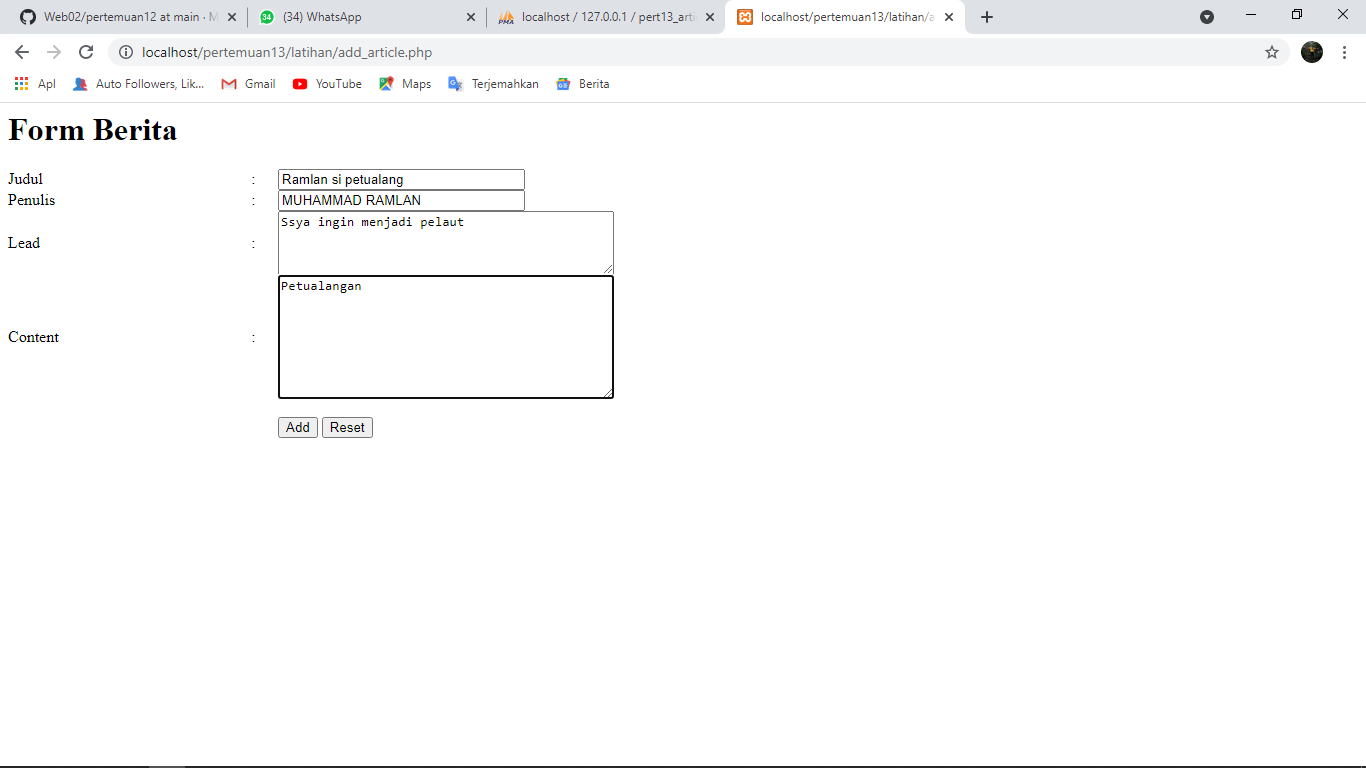 Web02/pertemuan12 at main · M
(34) WhatsApp
localhost / 127.0.0.1 / pert13_arti
localhost/pertemuan13/latihan/a
localhost/pertemuan13/latihan/add_article.php
Apl
Auto Followers, Lik...
Gmail
YouTube
Maps
Terjemahkan
Berita
Form Berita
Judul : Ramlan si petualang
Penulis : MUHAMMAD RAMLAN
Lead : Ssya ingin menjadi pelaut
Content : Petualangan
Add Reset